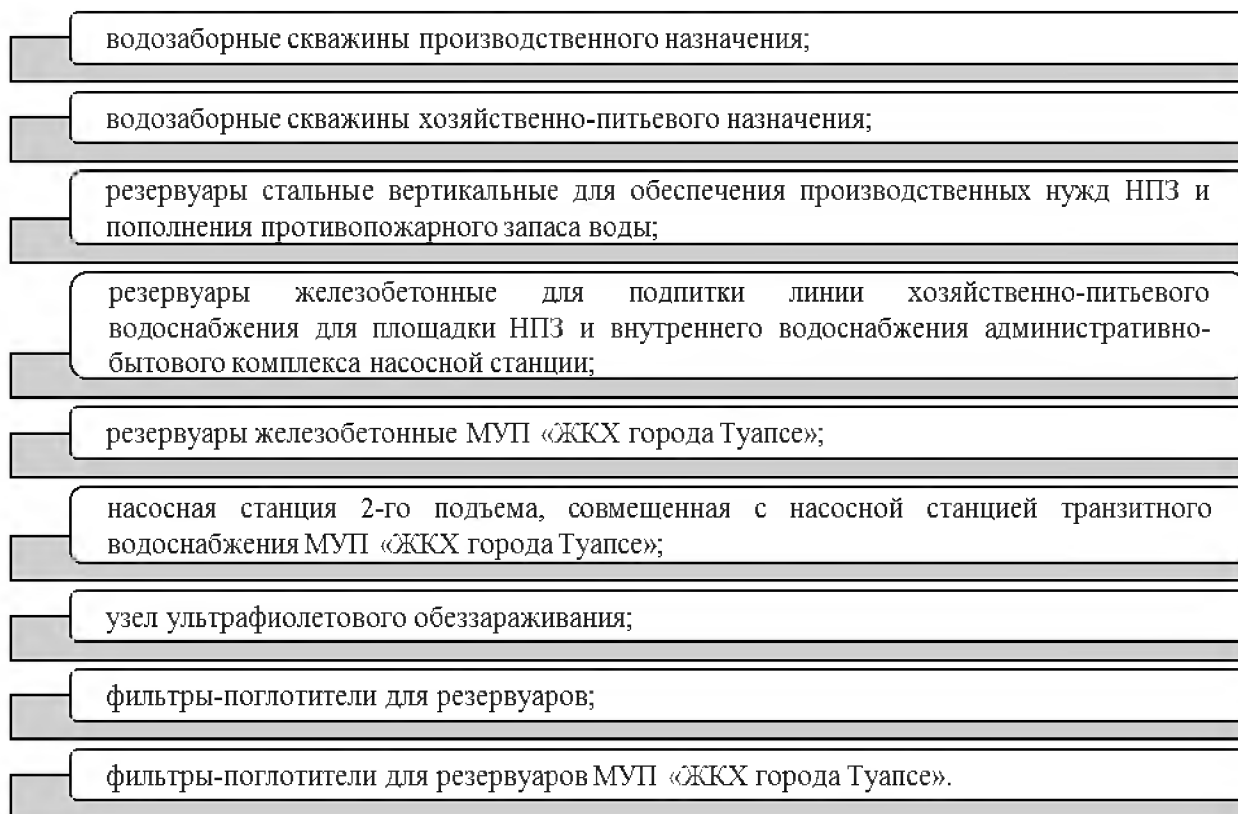 водозаборные скважины производственного назначения;
водозаборные скважины хозяйственно-питьевого назначения;
резервуары стальные вертикальные для обеспечения производственных нужд НПЗ и
пополнения противопожарного запаса воды;
резервуары железобетонные для подпитки линии хозяйственно-питьевого
водоснабжения для площадки НПЗ и внутреннего водоснабжения административно-
бытового комплекса насосной станции;
резервуары железобетонные МУП «ЖКХ города Туапсе»;
насосная станция 2-го подъема, совмещенная с насосной станцией транзитного
водоснабжения МУП «ЖКХ города Туапсе»;
узел ультрафиолетового обеззараживания;
фильтры-поглотители для резервуаров;
фильтры-поглотители для резервуаров МУП «ЖКХ города Туапсе».